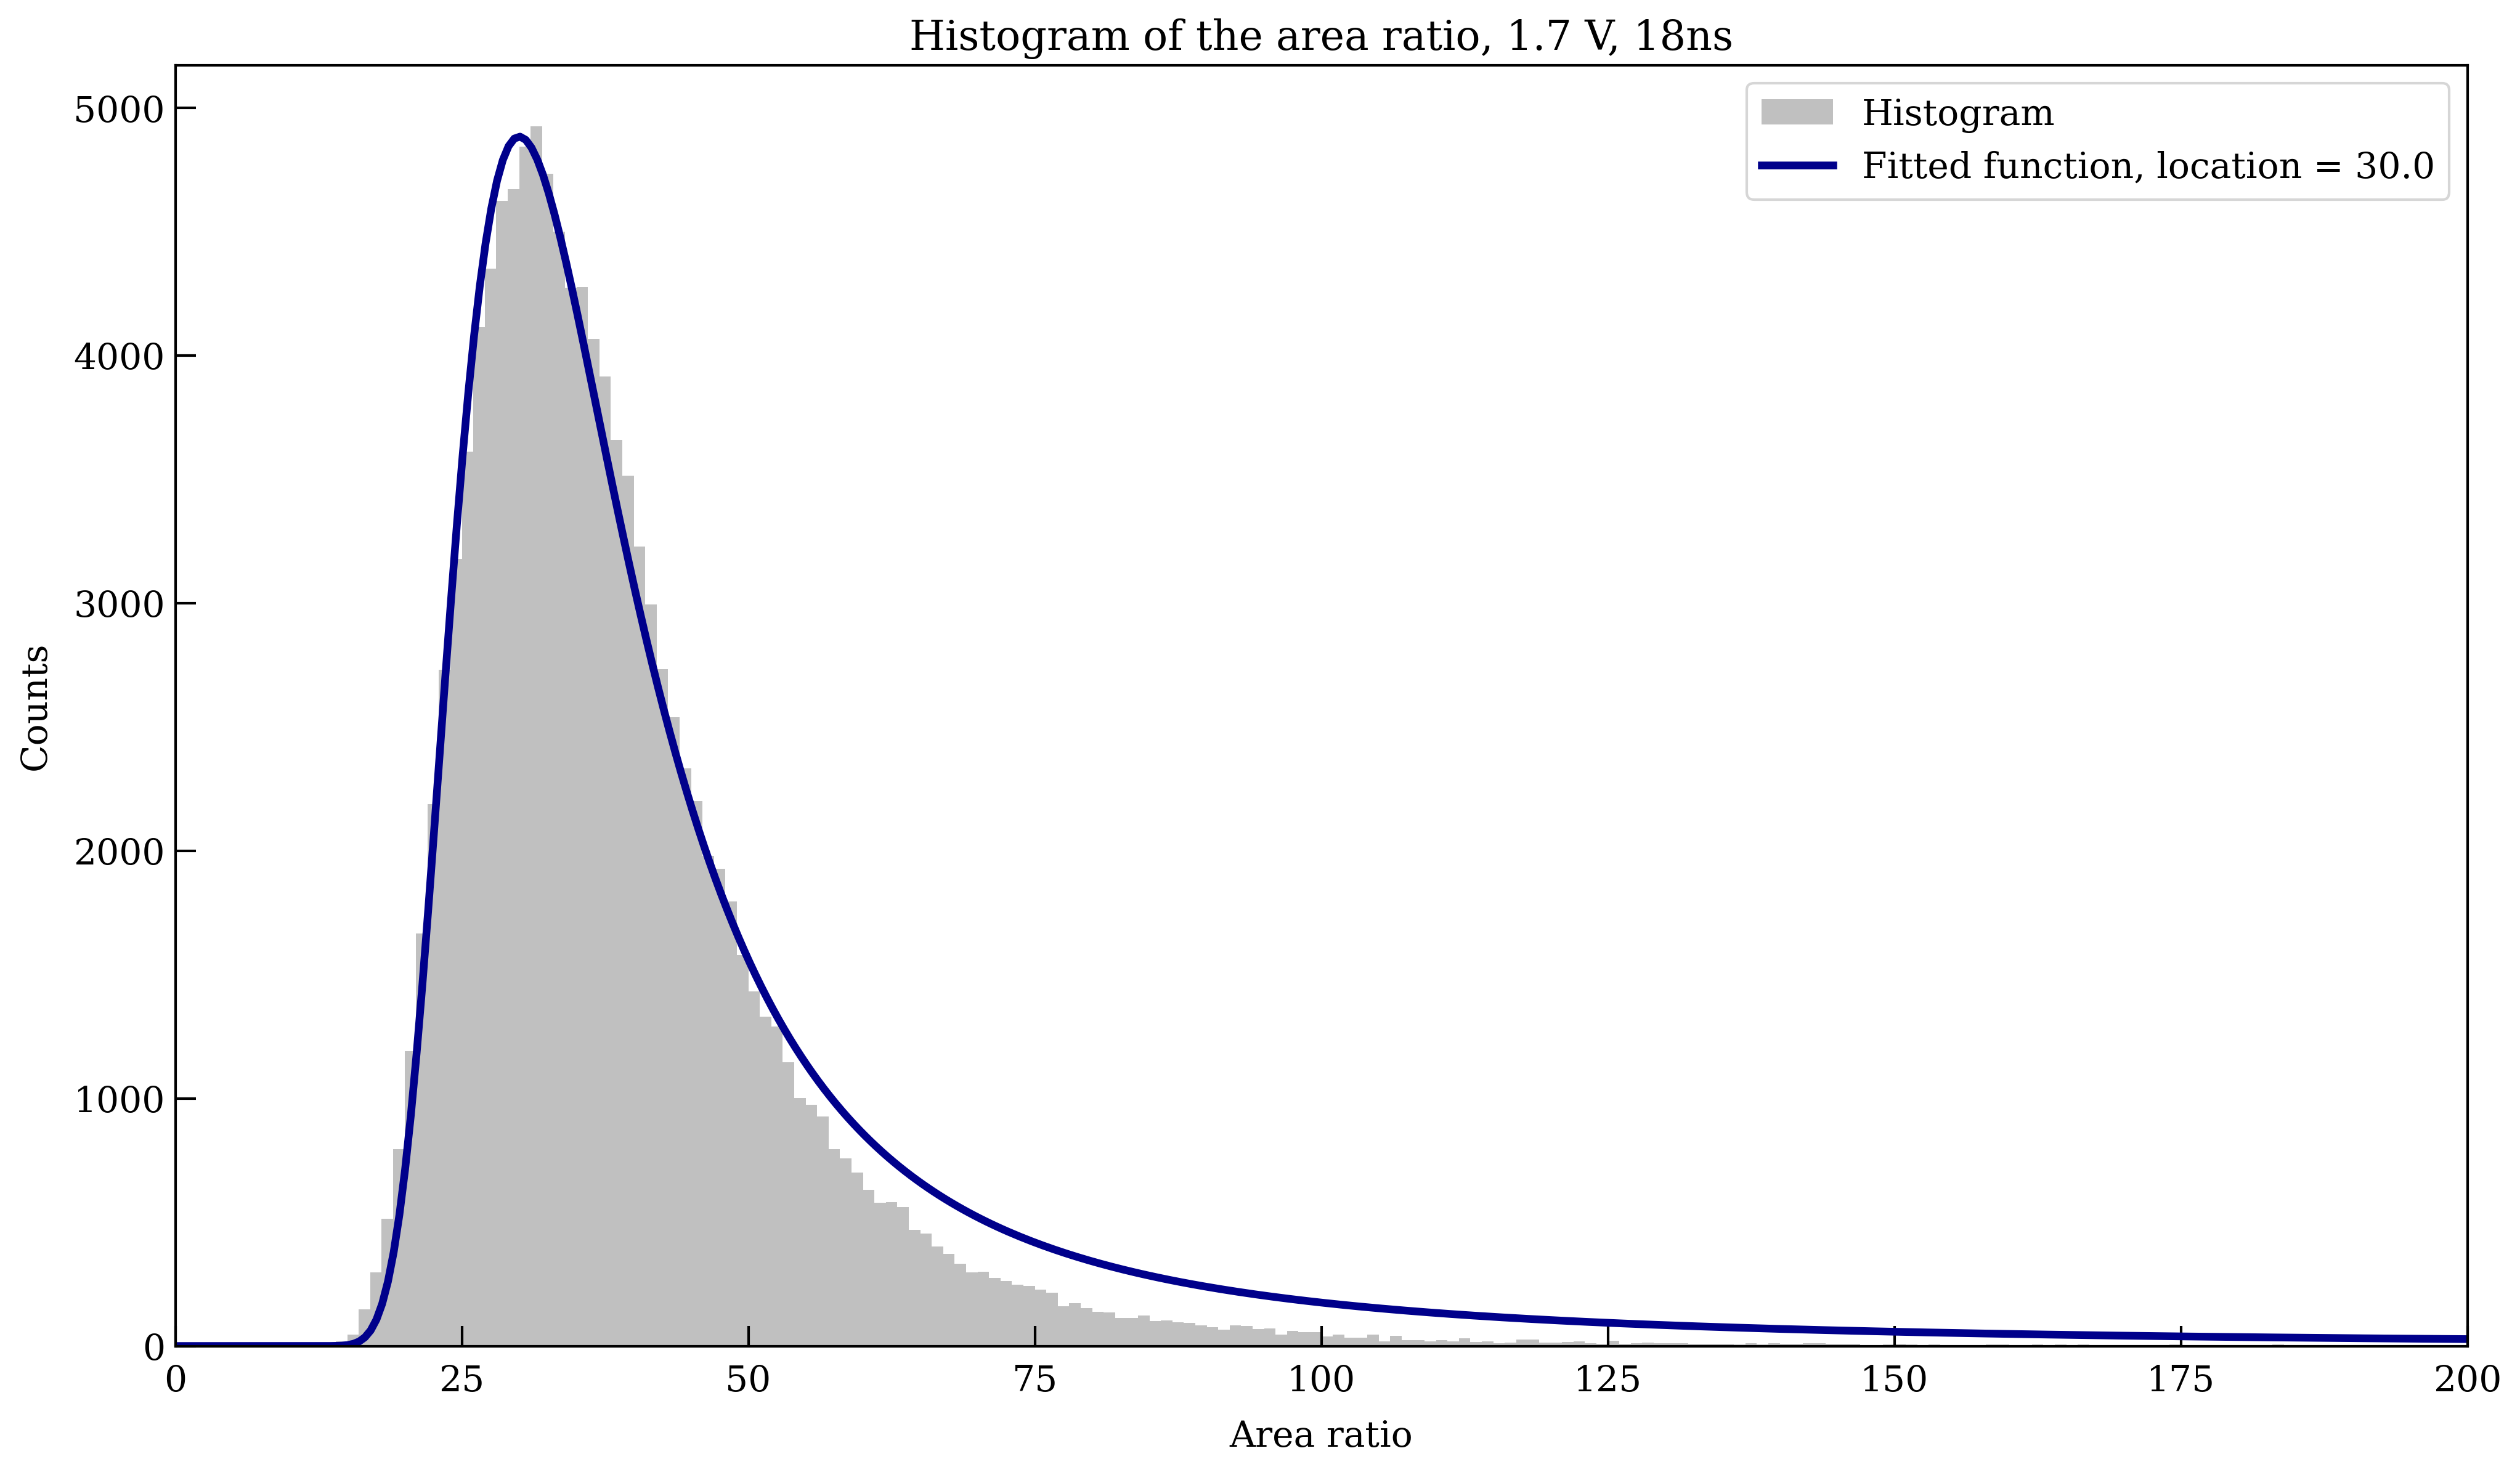 Histogram of the area ratio, 1.7 V, 18ns
Histogram
Fitted function, location = 30.0
5000
4000
3000
2000
1000
0
Counts
0 25 50 75 100 125 150 175 200
Area ratio